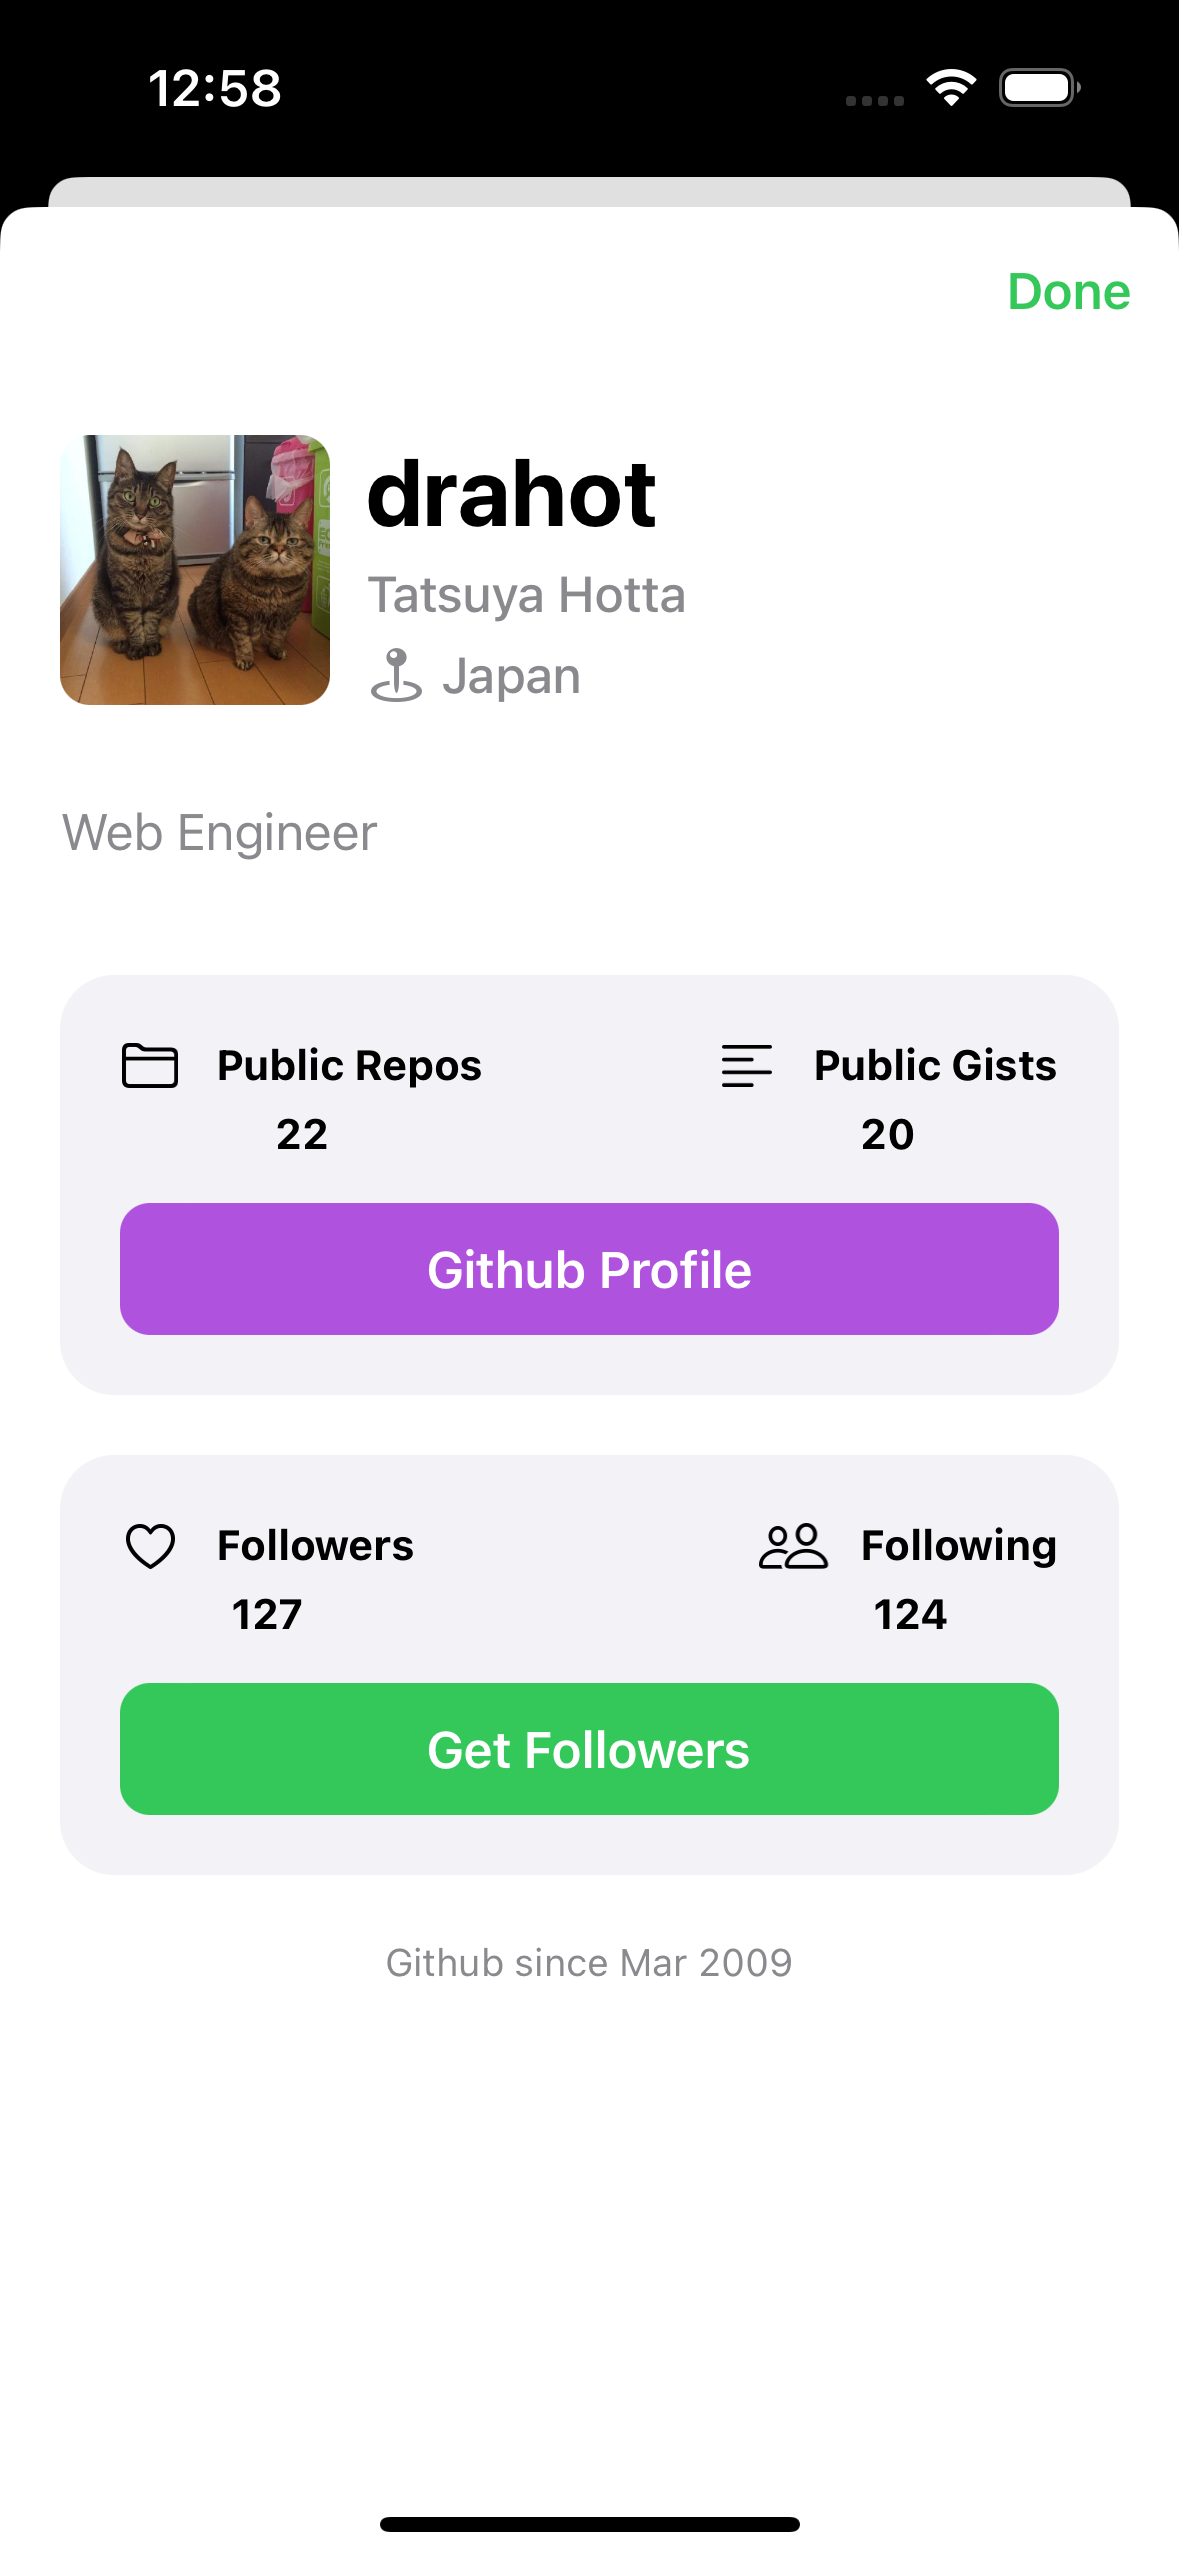 12:58
Done
drahot
Tatsuya Hotta
Japan
Web Engineer
Public Repos
22
Public Gists
20
Github Profile
Followers
127
Following
124
Get Followers
Github since Mar 2009